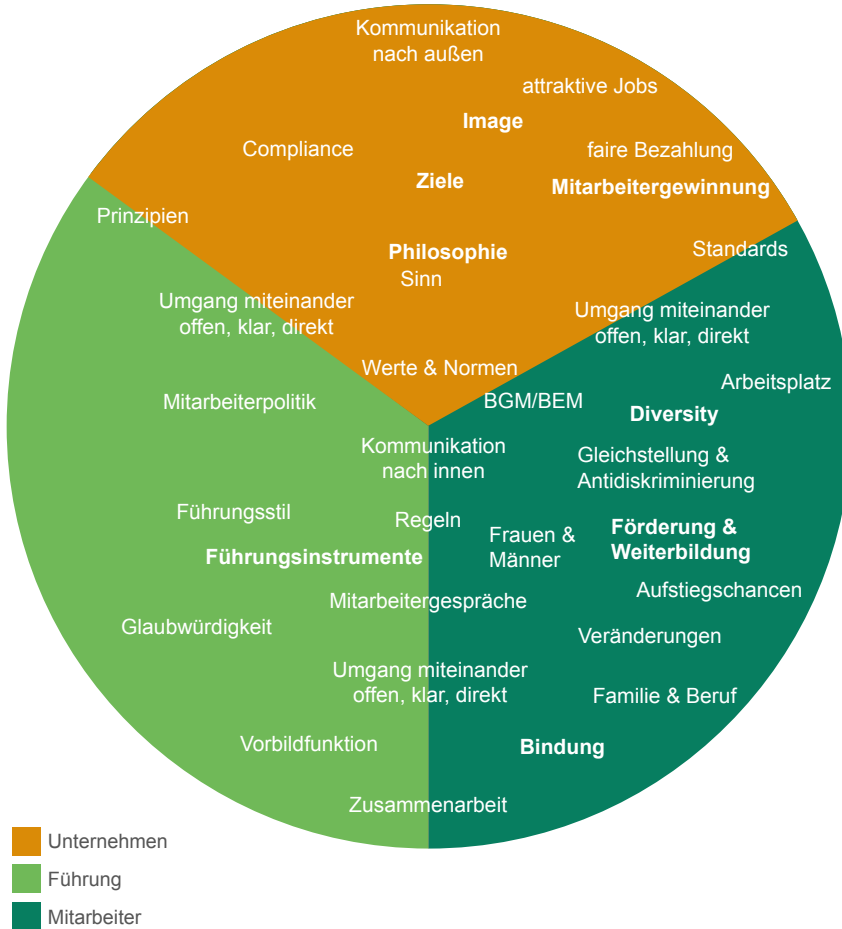 Kommunikation
nach außen
attraktive Jobs
Image
Compliance
faire Bezahlung
Ziele
Mitarbeitergewinnung
Prinzipien
Philosophie
Sinn
Standards
Umgang miteinander
offen, klar, direkt
Umgang miteinander
offen, klar, direkt
Werte & Normen
Arbeitsplatz
Mitarbeiterpolitik
BGM/BEM
Diversity
Kommunikation
nach innen
Gleichstellung &
Antidiskriminierung
Führungsstil
Regeln
Frauen &
Männer
Förderung &
Weiterbildung
Führungsinstrumente
Aufstiegschancen
Mitarbeitergespräche
Glaubwürdigkeit
Veränderungen
Umgang miteinander
offen, klar, direkt
Familie & Beruf
Vorbildfunktion
Bindung
Zusammenarbeit
Unternehmen
Führung
Mitarbeiter